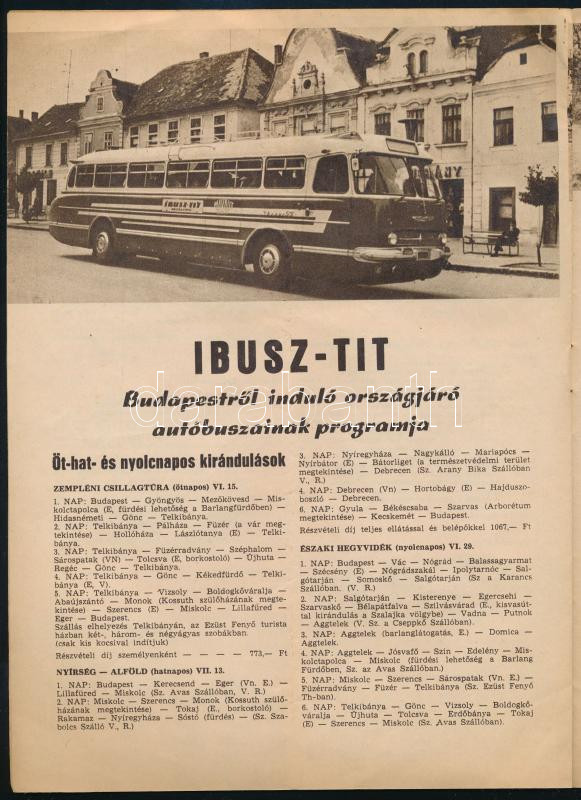 IBUSZ-TIT
IBUSZ-TIT
Budapestről induló országjáró
autóbuszainak programja
Öt-hat- és nyolcnapos kirándulások
ZEMPLÉNI CSILLAGTÚRA (ötnapos) VI. 15.
1. NAP: Budapest — Gyöngyös — Mezőkövesd — Mis-
kolctapolca (E, fürdési lehetőség a Barlangfürdőben) —
Hidasnémeti — Gönc — Telkibánya.
2. NAP: Telkibánya — Pálháza — Füzér (a vár meg-
tekintése) — Hollóháza — Lászlótanya (E) — Telki-
bánya.
3. NAP: Telkibánya — Füzérradvány — Széphalom —
Sárospatak (VN) — Tolcsva (E, borkostoló) — Újhuta —
Regéc — Gönc — Telkibánya.
4. NAP: Telkibánya — Gönc — Kékedfürdő — Telki-
bánya (E, V).
5. NAP: Telkibánya — Vizsoly — Boldogkőváralja —
Abaújszántó — Monok (Kossuth szülőházának megte-
kintése) — Szerencs (E) — Miskolc — Lillafüred —
Eger — Budapest.
Szállás elhelyezés Telkibányán, az Ezüst Fenyő turista
házban két-, három- és négyágyas szobákban.
(csak kis kocsival indítjuk)
Részvételi díj személyenként — — — — 773,— Ft
NYÍRSÉG — ALFÖLD (hatnapos) VII. 13.
1. NAP: Budapest — Kerecsend — Eger (Vn. E.) —
Lillafüred — Miskolc (Sz. Avas Szállóban, V. R.)
2. NAP: Miskolc — Szerencs — Monok (Kossuth szülő-
házának megtekintése) — Tokaj (E., borkostoló) —
Rakamaz — Nyíregyháza — Sóstó (fürdés) — (Sz. Sza-
bolcs Szálló V., R.)
3. NAP: Nyíregyháza — Nagykálló — Máriapócs —
Nyírbátor (E) — Bátorliget (a természetvédelmi terület
megtekintése) — Debrecen (Sz. Arany Bika Szállóban
V., R.)
4. NAP: Debrecen (Vn) — Hortobágy (E) — Hajduszo-
boszló — Debrecen.
6. NAP: Gyula — Békéscsaba — Szarvas (Arborétum
megtekintése) — Kecskemét — Budapest.
Részvételi díj teljes ellátással és belépőkkel 1067,— Ft
ÉSZAKI HEGYVIDÉK (nyolcnapos) VI. 29.
1. NAP: Budapest — Vác — Nógrád — Balassagyarmat
— Szécsény (E) — Nógrádszakál — Ipolytarnóc — Sal-
gótarján — Somoskő — Salgótarján (Sz a Karancs
Szállóban. (V. R.)
2. NAP: Salgótarján — Kisterenye — Egercsehi —
Szarvaskő — Bélapátfalva — Szilvásvárad (E., kisvasút-
tal kirándulás a Szalajka völgybe) — Vadna — Putnok
— Aggtelek (V. Sz. a Cseppkő Szállóban).
3. NAP: Aggtelek (barlanglátogatás, E.) — Domica —
Aggtelek.
4. NAP: Aggtelek — Jósvafő — Szin — Edelény — Mis-
kolctapolca — Miskolc (fürdési lehetőség a Barlang
Fürdőben, Sz. az Avas Szállóban V. R.)
5. NAP: Miskolc — Szerencs — Sárospatak (Vn. E.) —
Füzérradvány — Füzér — Telkibánya (Sz. Ezüst Fenyő
Th-ban).
6. NAP: Telkibánya — Gönc — Vizsoly — Boldogkő-
váralja — Újhuta — Tolcsva — Erdőbánya — Tokaj
(E) — Szerencs — Miskolc (Sz. Avas Szállóban).
darabanth